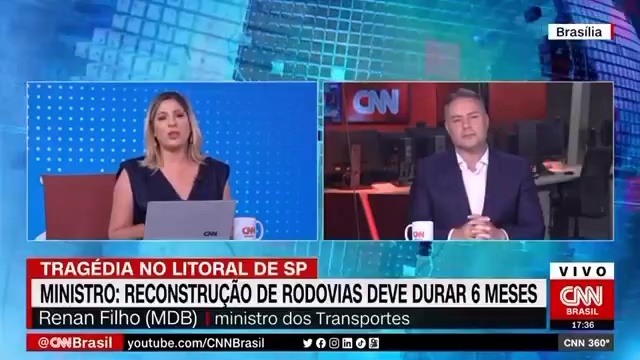 Brasília
CNN
CNN
CNN
CNN
TRAGÉDIA NO LITORAL DE SP
MINISTRO: RECONSTRUÇÃO DE RODOVIAS DEVE DURAR 6 MESES
Renan Filho (MDB) ministro dos Transportes
VIVO
CNN
BRASIL
17:36
@CNNBrasil youtube.com/CNNBrasil
CNN 360°